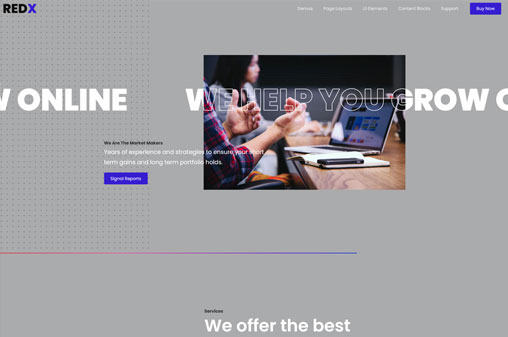 REDX
Demos Page Layouts UI Elements Content Blocks Support Buy Now
W ONLINE WE HELP YOU GROW O
We Are The Market Makers
Years of experience and strategies to ensure your short
term gains and long term portfolio holds.
Signal Reports
Services
We offer the best